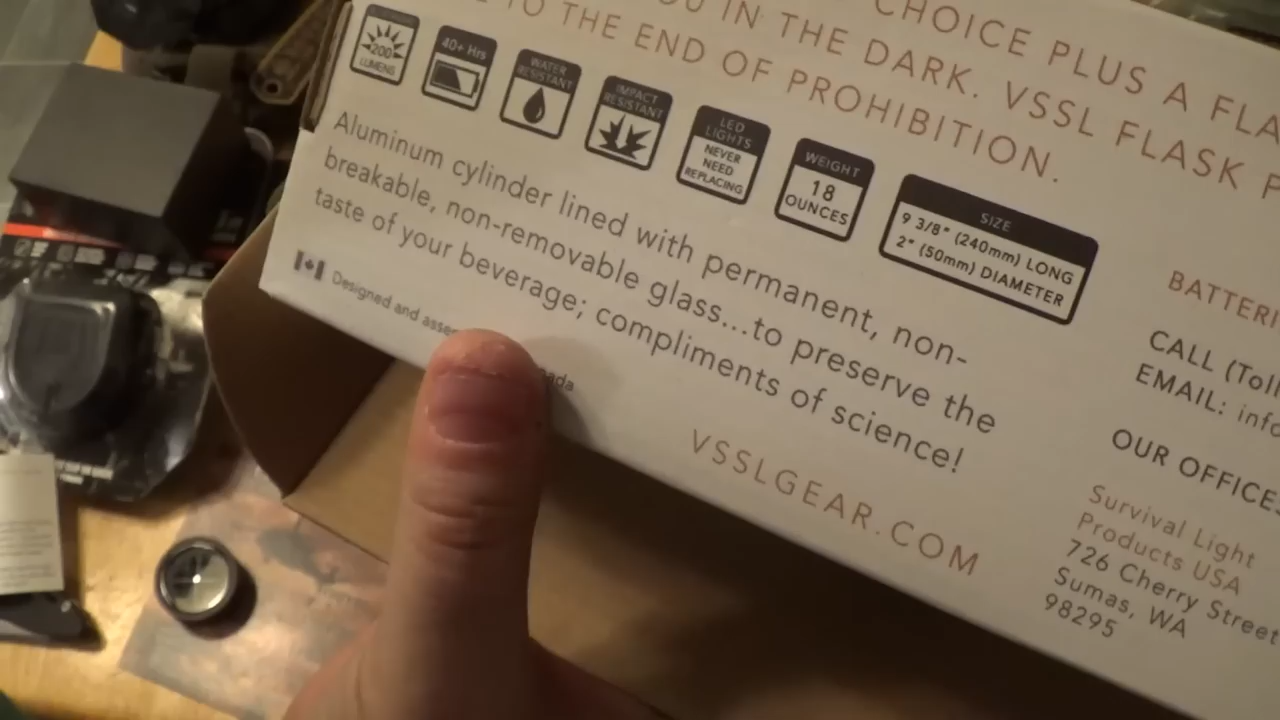 CHOICE PLUS A FLA
OU IN THE DARK. VSSL FLASK F
TO THE END OF PROHIBITION.
200
LUMENS
40+ Hrs
WATER
RESISTANT
IMPACT
RESISTANT
LED
LIGHTS
NEVER
NEED
REPLACING
WEIGHT
18
OUNCES
SIZE
9 3/8" (240mm) LONG
2" (50mm) DIAMETER
Aluminum cylinder lined with permanent, non-
breakable, non-removable glass...to preserve the
taste of your beverage; compliments of science!
Designed and asse ada
VSSLGEAR.COM
BATTERI
CALL (Toll
EMAIL: info
OUR OFFICES
Survival Light
Products USA
726 Cherry Street
Sumas, WA
98295